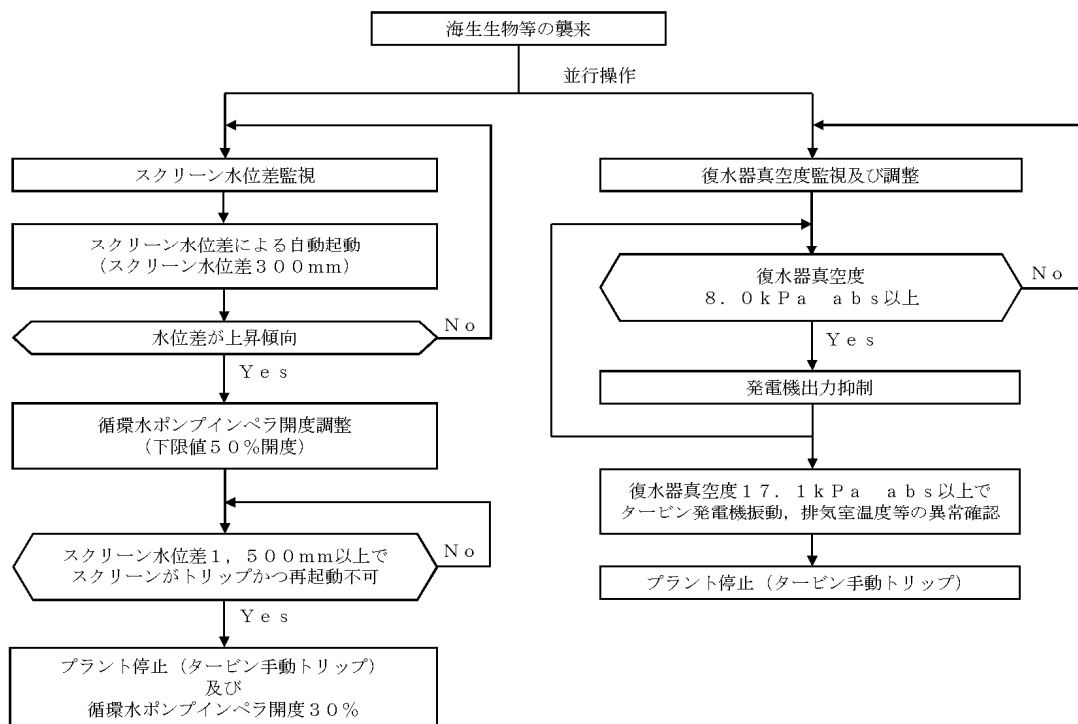 海生生物等の襲来
並行操作
スクリーン水位差監視
スクリーン水位差による自動起動
（スクリーン水位差３００ｍｍ）
水位差が上昇傾向
Ｎｏ
Ｙｅｓ
循環水ポンプインペラ開度調整
（下限値５０％開度）
スクリーン水位差１，５００ｍｍ以上で
スクリーンがトリップかつ再起動不可
Ｎｏ
Ｙｅｓ
プラント停止（タービン手動トリップ）
及び
循環水ポンプインペラ開度３０％
復水器真空度監視及び調整
復水器真空度
８．０ｋＰａ　ａｂｓ以上
Ｎｏ
Ｙｅｓ
発電機出力抑制
復水器真空度１７．１ｋＰａ　ａｂｓ以上で
タービン発電機振動，排気室温度等の異常確認
プラント停止（タービン手動トリップ）